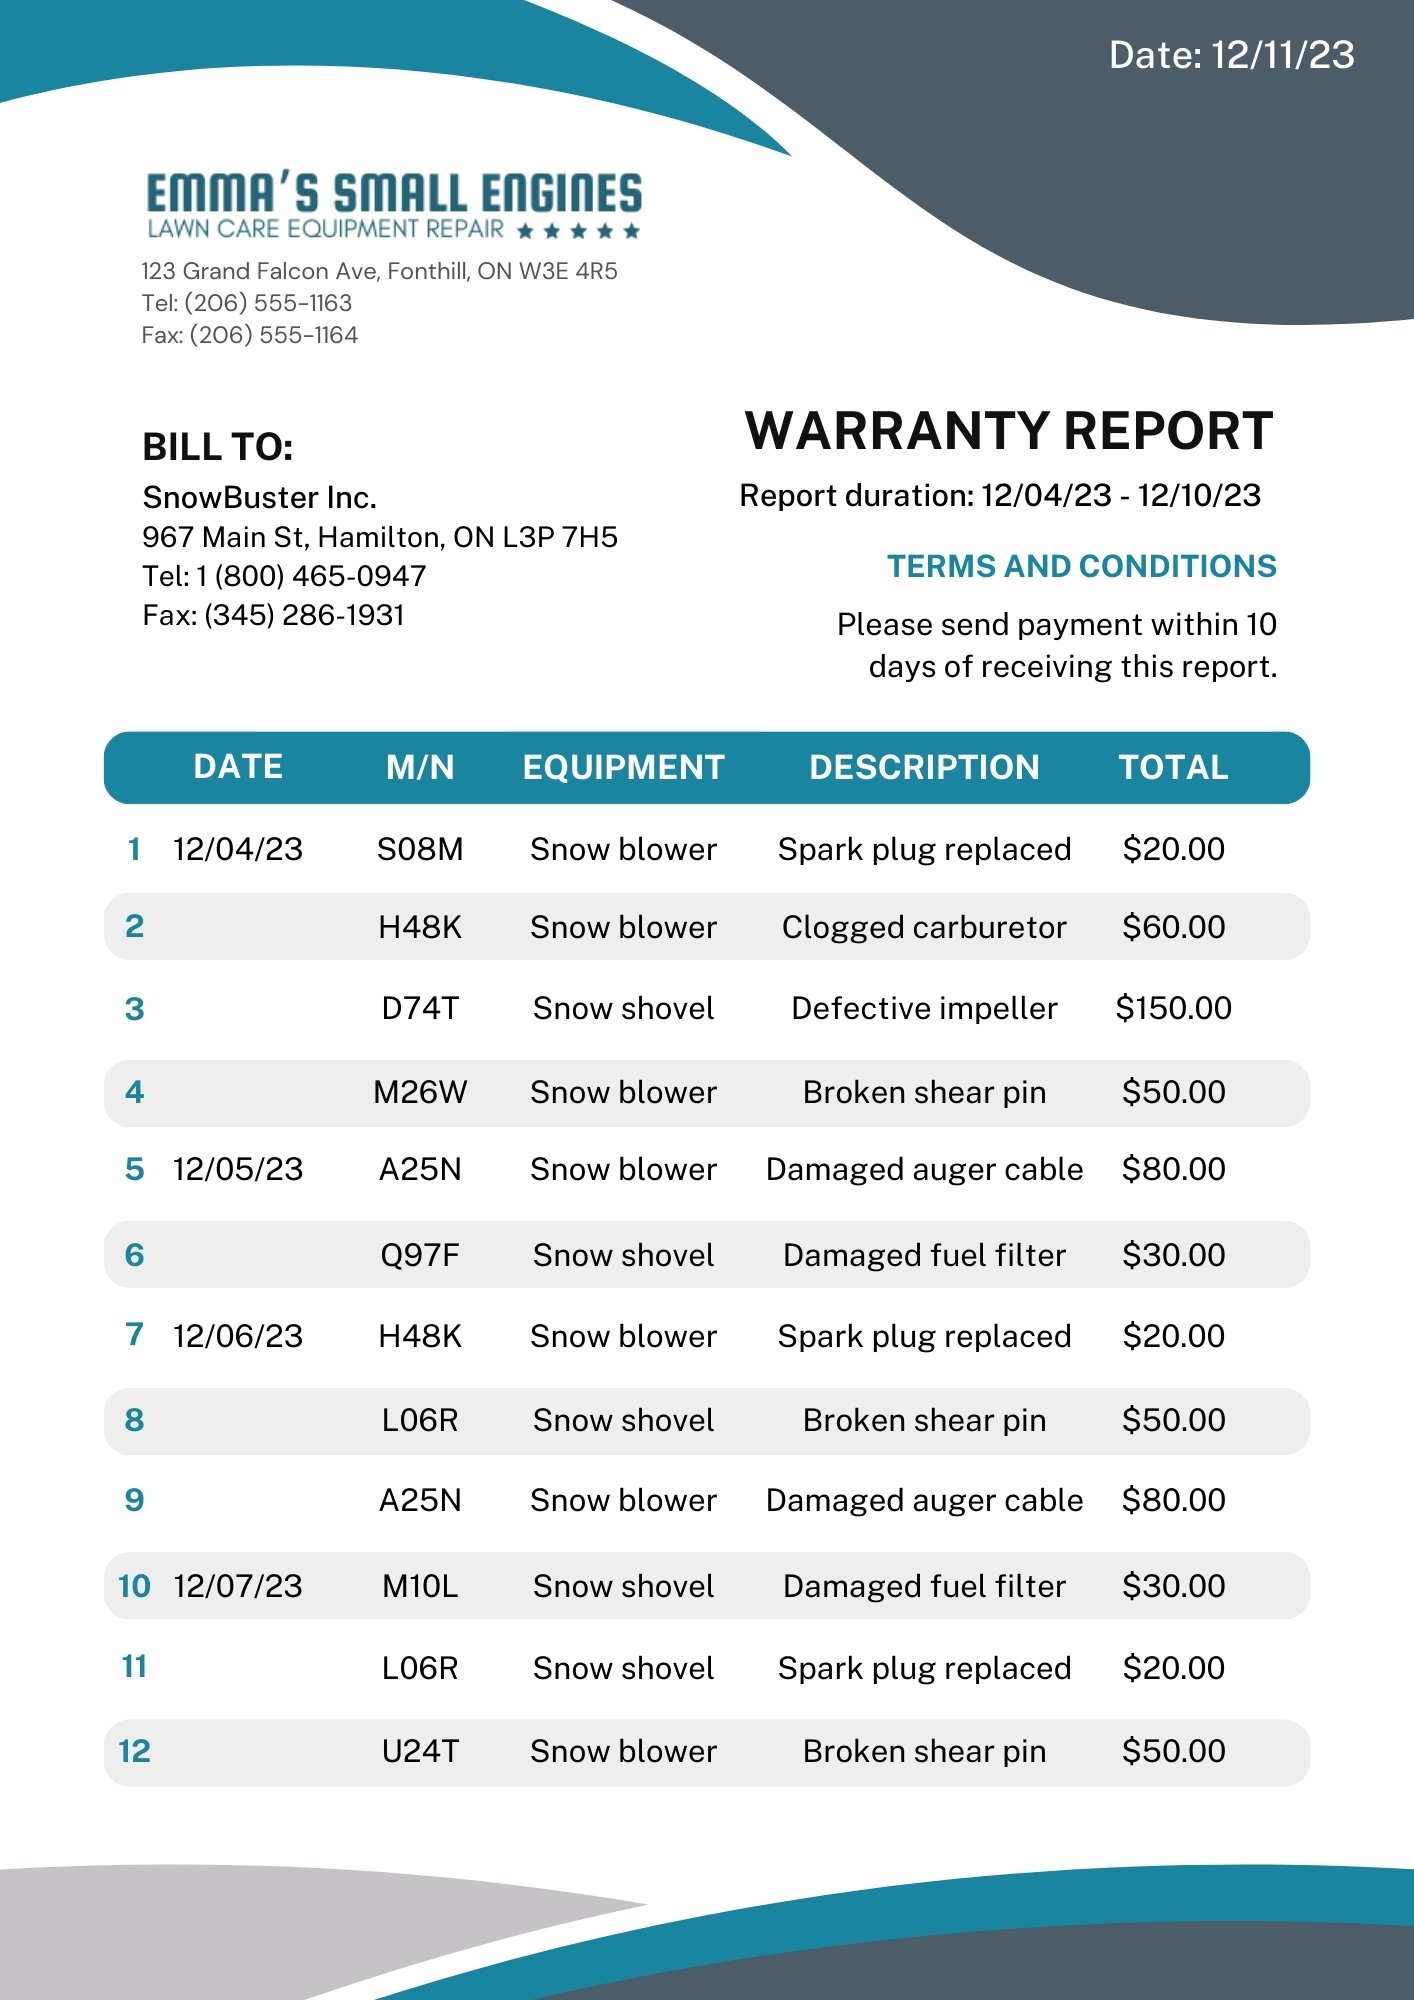 Date: 12/11/23
EMMA'S SMALL ENGINES
LAWN CARE EQUIPMENT REPAIR
123 Grand Falcon Ave, Fonthill, ON W3E 4R5
Tel: (206) 555-1163
Fax: (206) 555-1164
BILL TO:
SnowBuster Inc.
967 Main St, Hamilton, ON L3P 7H5
Tel: 1 (800) 465-0947
Fax: (345) 286-1931
WARRANTY REPORT
Report duration: 12/04/23 - 12/10/23
TERMS AND CONDITIONS
Please send payment within 10
days of receiving this report.
DATE M/N EQUIPMENT DESCRIPTION TOTAL
1 12/04/23 S08M Snow blower Spark plug replaced $20.00
2 H48K Snow blower Clogged carburetor $60.00
3 D74T Snow shovel Defective impeller $150.00
4 M26W Snow blower Broken shear pin $50.00
5 12/05/23 A25N Snow blower Damaged auger cable $80.00
6 Q97F Snow shovel Damaged fuel filter $30.00
7 12/06/23 H48K Snow blower Spark plug replaced $20.00
8 L06R Snow shovel Broken shear pin $50.00
9 A25N Snow blower Damaged auger cable $80.00
10 12/07/23 M10L Snow shovel Damaged fuel filter $30.00
11 L06R Snow shovel Spark plug replaced $20.00
12 U24T Snow blower Broken shear pin $50.00